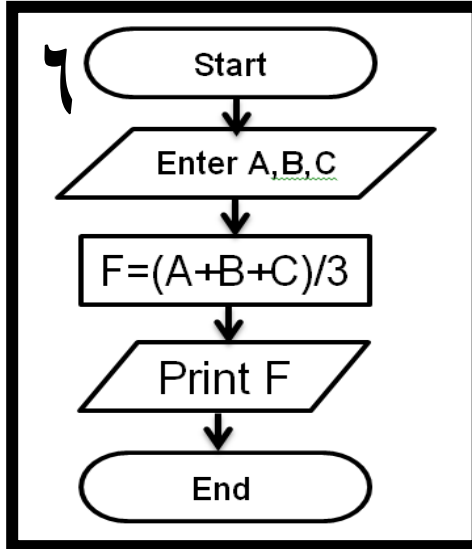 ٦
Start
Enter A,B,C
F=(A+B+C)/3
Print F
End